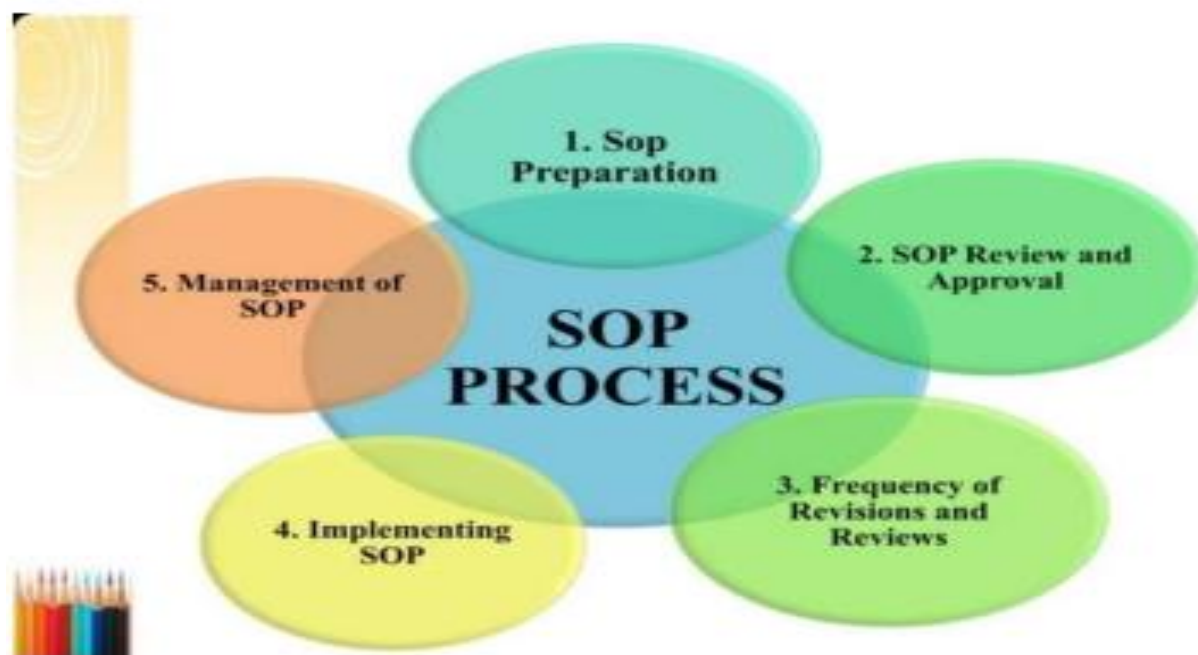 1. Sop
Preparation
2. SOP Review and
Approval
3. Frequency of
Revisions and
Reviews
4. Implementing
SOP
5. Management of
SOP
SOP
PROCESS